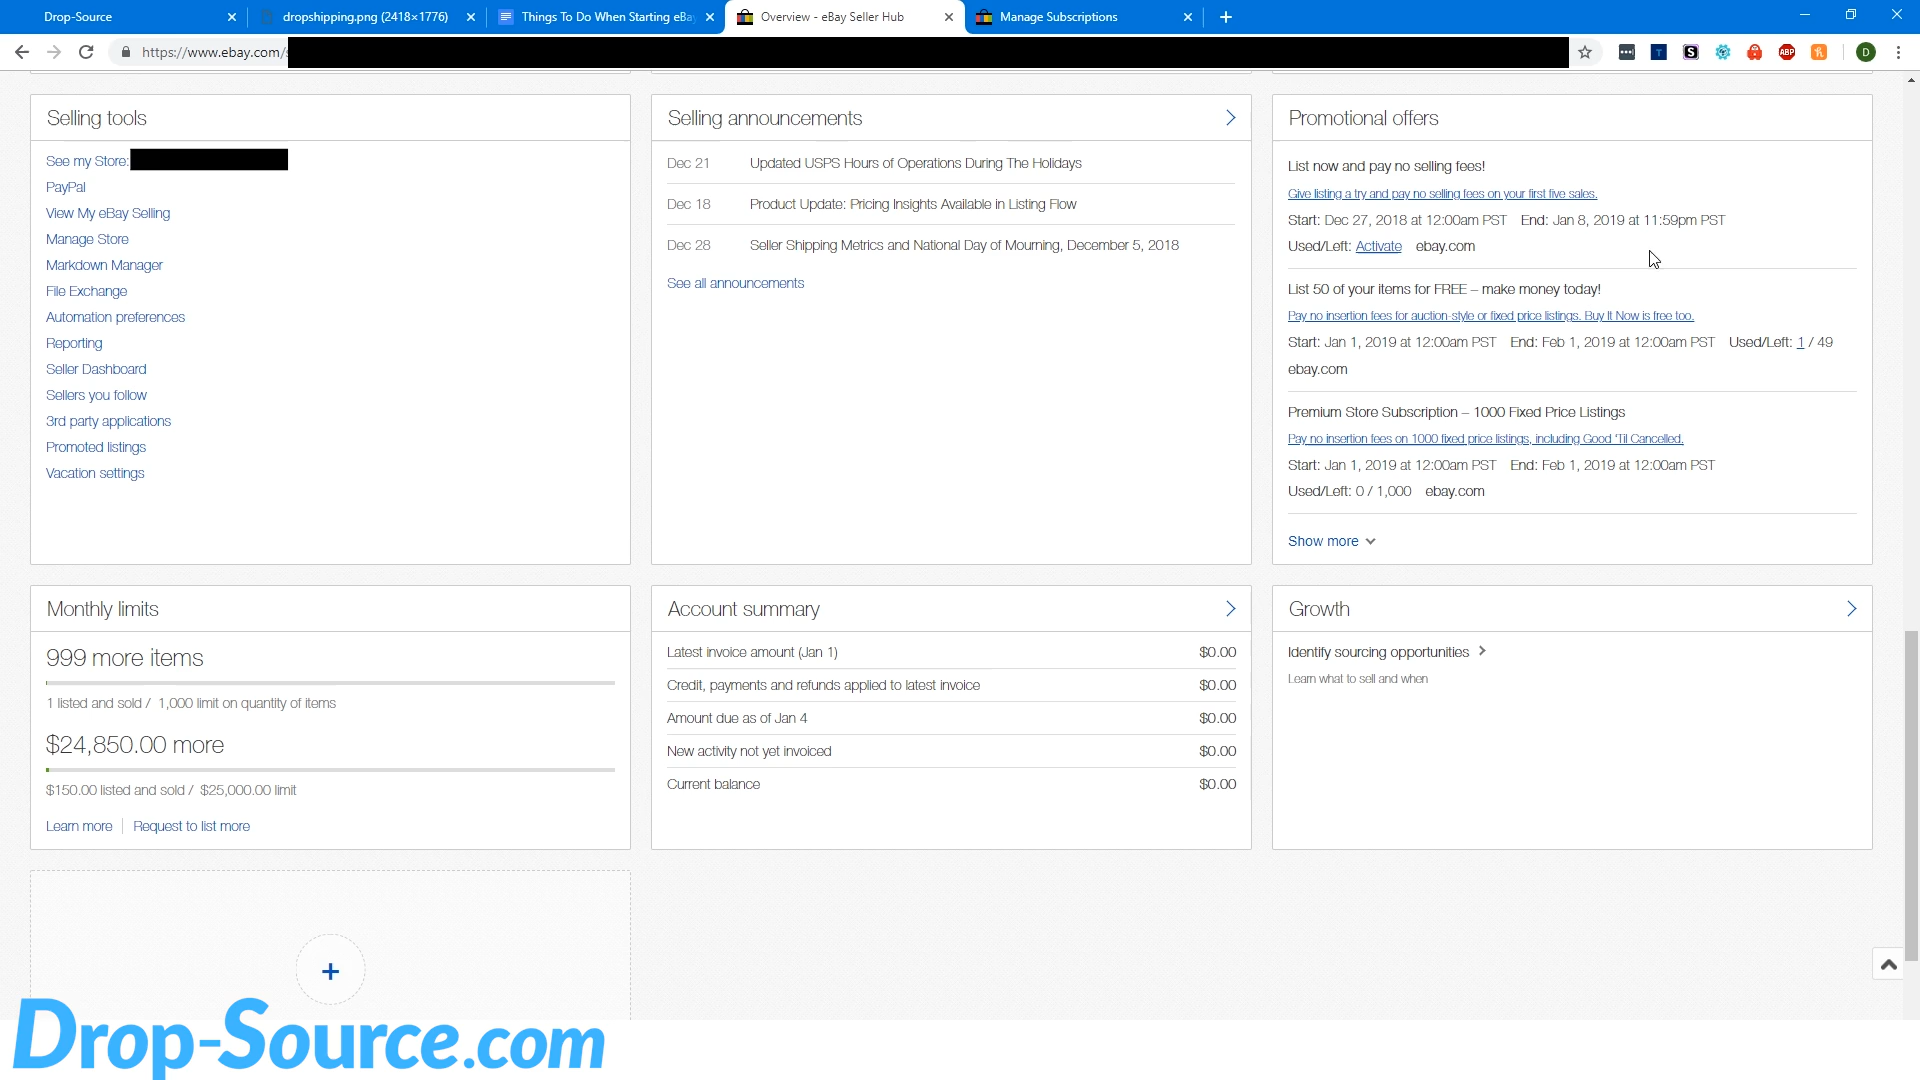 Drop-Source
dropshipping.png (2418×1776)
Things To Do When Starting eBa
Overview - eBay Seller Hub
Manage Subscriptions
https://www.ebay.com/
Selling tools
See my Store:
PayPal
View My eBay Selling
Manage Store
Markdown Manager
File Exchange
Automation preferences
Reporting
Seller Dashboard
Sellers you follow
3rd party applications
Promoted listings
Vacation settings
Selling announcements
Dec 21 Updated USPS Hours of Operations During The Holidays
Dec 18 Product Update: Pricing Insights Available in Listing Flow
Dec 28 Seller Shipping Metrics and National Day of Mourning, December 5, 2018
See all announcements
Promotional offers
List now and pay no selling fees!
Give listing a try and pay no selling fees on your first five sales.
Start: Dec 27, 2018 at 12:00am PST End: Jan 8, 2019 at 11:59pm PST
Used/Left: Activate ebay.com
List 50 of your items for FREE – make money today!
Pay no insertion fees for auction-style or fixed price listings. Buy It Now is free too.
Start: Jan 1, 2019 at 12:00am PST End: Feb 1, 2019 at 12:00am PST Used/Left: 1 / 49
ebay.com
Premium Store Subscription – 1000 Fixed Price Listings
Pay no insertion fees on 1000 fixed price listings, including Good 'Til Cancelled.
Start: Jan 1, 2019 at 12:00am PST End: Feb 1, 2019 at 12:00am PST
Used/Left: 0 / 1,000 ebay.com
Show more
Monthly limits
999 more items
1 listed and sold / 1,000 limit on quantity of items
$24,850.00 more
$150.00 listed and sold / $25,000.00 limit
Learn more Request to list more
Account summary
Latest invoice amount (Jan 1) $0.00
Credit, payments and refunds applied to latest invoice $0.00
Amount due as of Jan 4 $0.00
New activity not yet invoiced $0.00
Current balance $0.00
Growth
Identify sourcing opportunities
Learn what to sell and when
Drop-Source.com
ABP
D
T
S